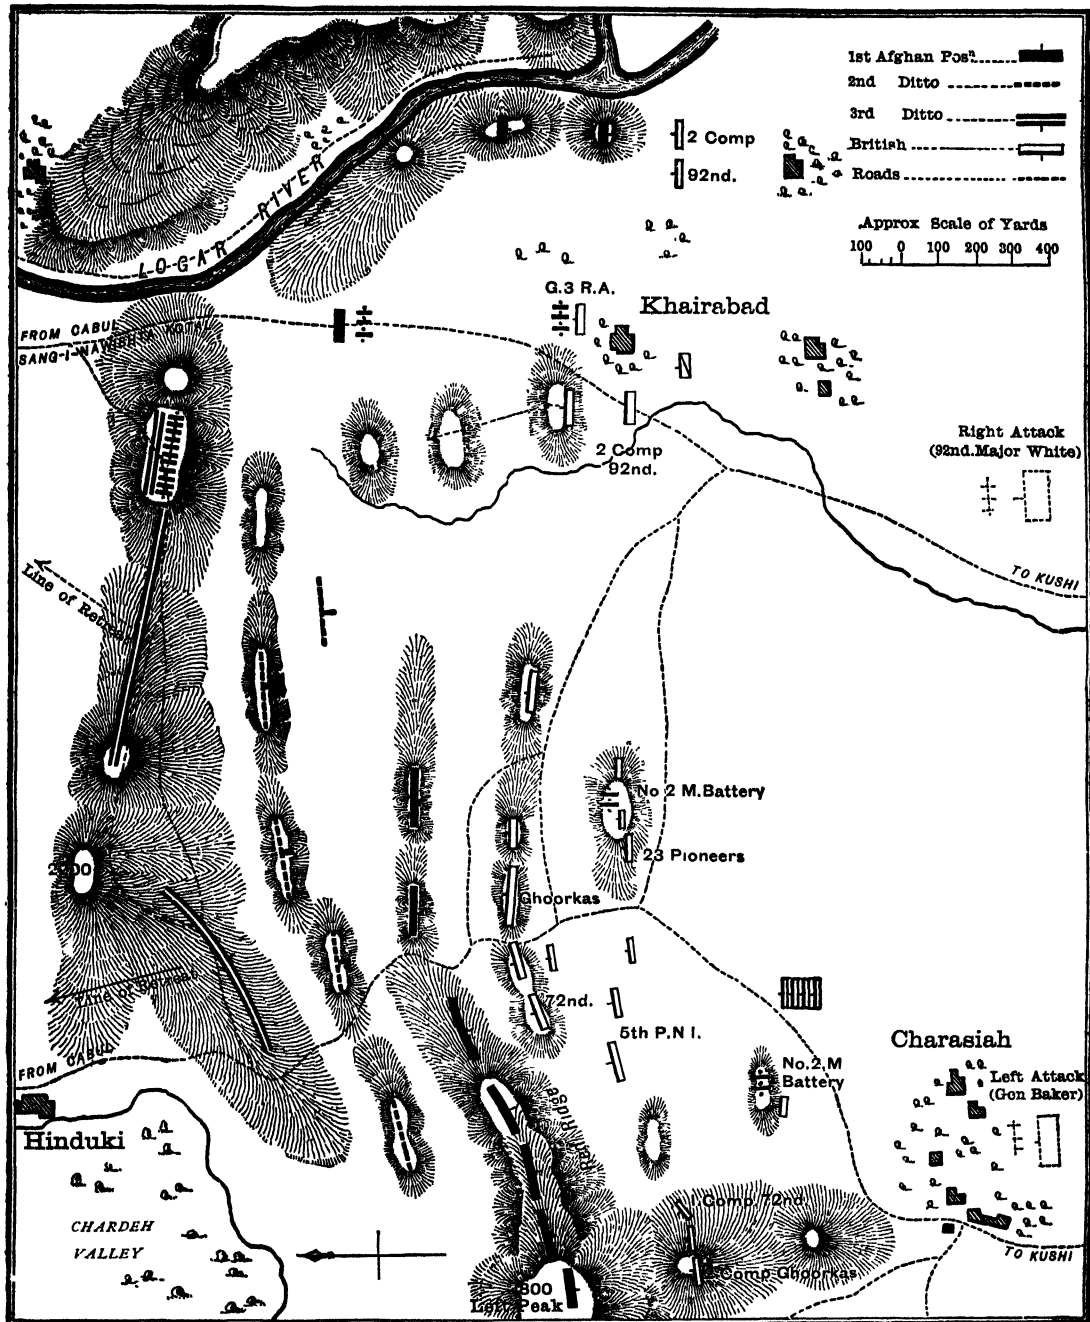 1st Afghan Posn
2nd Ditto
3rd Ditto
British
Roads
Approx Scale of Yards
100 0 100 200 300 400
2 Comp
92nd.
LOGAR RIVER
G.3 R.A.
Khairabad
FROM CABUL
SANG-I-NAWISHTA KOTAL
2 Comp
92nd.
Right Attack
(92nd. Major White)
TO KUSHI
Line of Retreat
No 2 M. Battery
23 Pioneers
Ghoorkas
Line of Retreat
72nd.
5th P.N I.
FROM CABUL
Charasiah
No. 2, M
Battery
Left Attack
(Gen Baker)
Hinduki
Red Ridge
1 Comp 72nd.
CHARDEH
VALLEY
Comp Ghoorkas
TO KUSHI
800
Left Peak